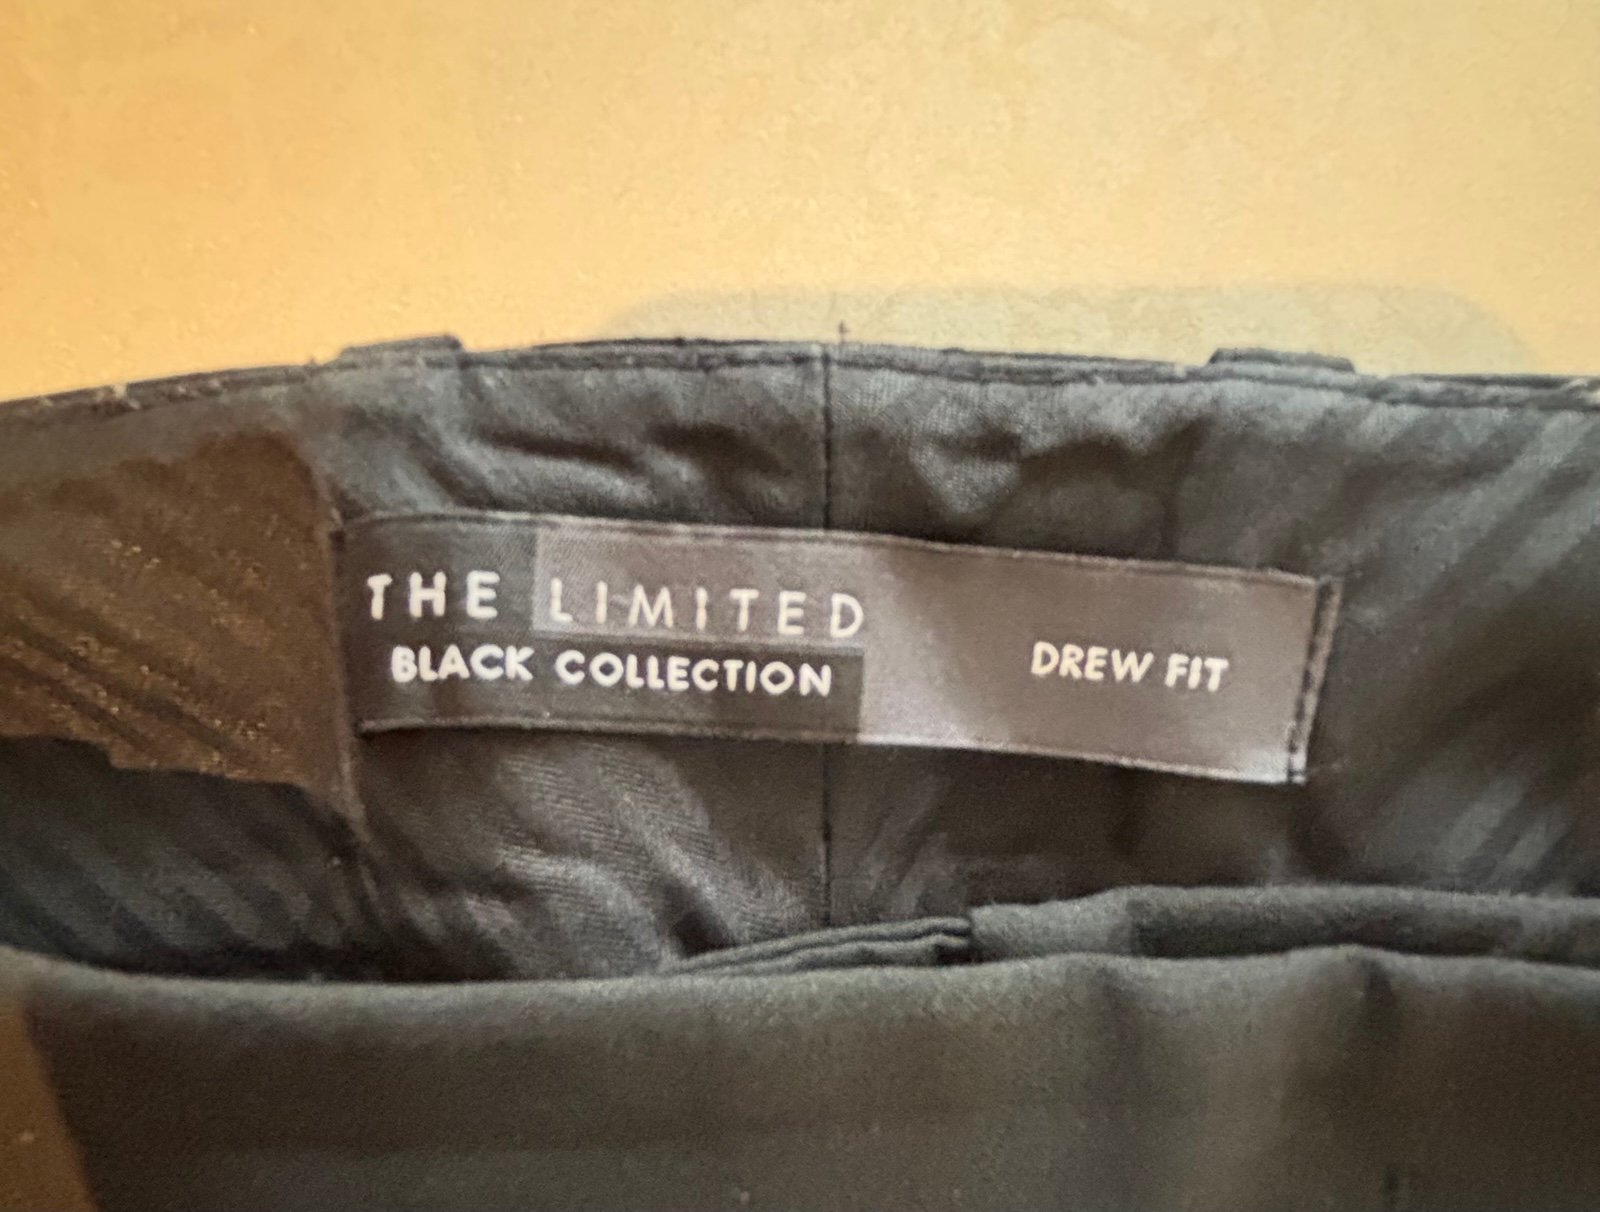 THE LIMITED
BLACK COLLECTION
DREW FIT